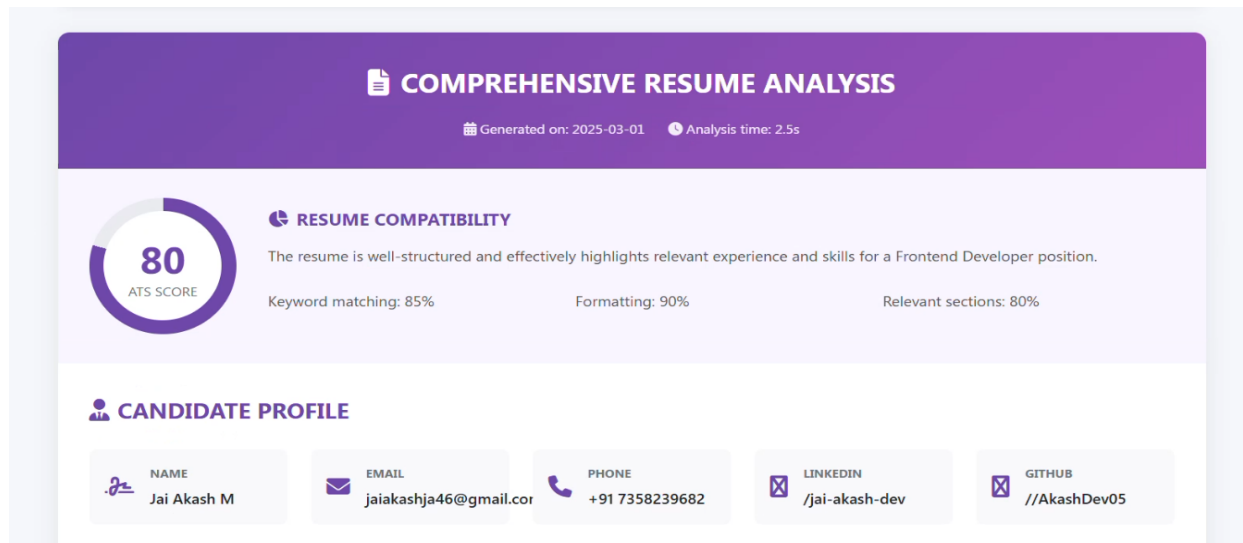 COMPREHENSIVE RESUME ANALYSIS
Generated on: 2025-03-01 Analysis time: 2.5s
80
ATS SCORE
RESUME COMPATIBILITY
The resume is well-structured and effectively highlights relevant experience and skills for a Frontend Developer position.
Keyword matching: 85% Formatting: 90% Relevant sections: 80%
CANDIDATE PROFILE
NAME
Jai Akash M
EMAIL
jaiakashja46@gmail.cor
PHONE
+91 7358239682
LINKEDIN
/jai-akash-dev
GITHUB
//AkashDev05